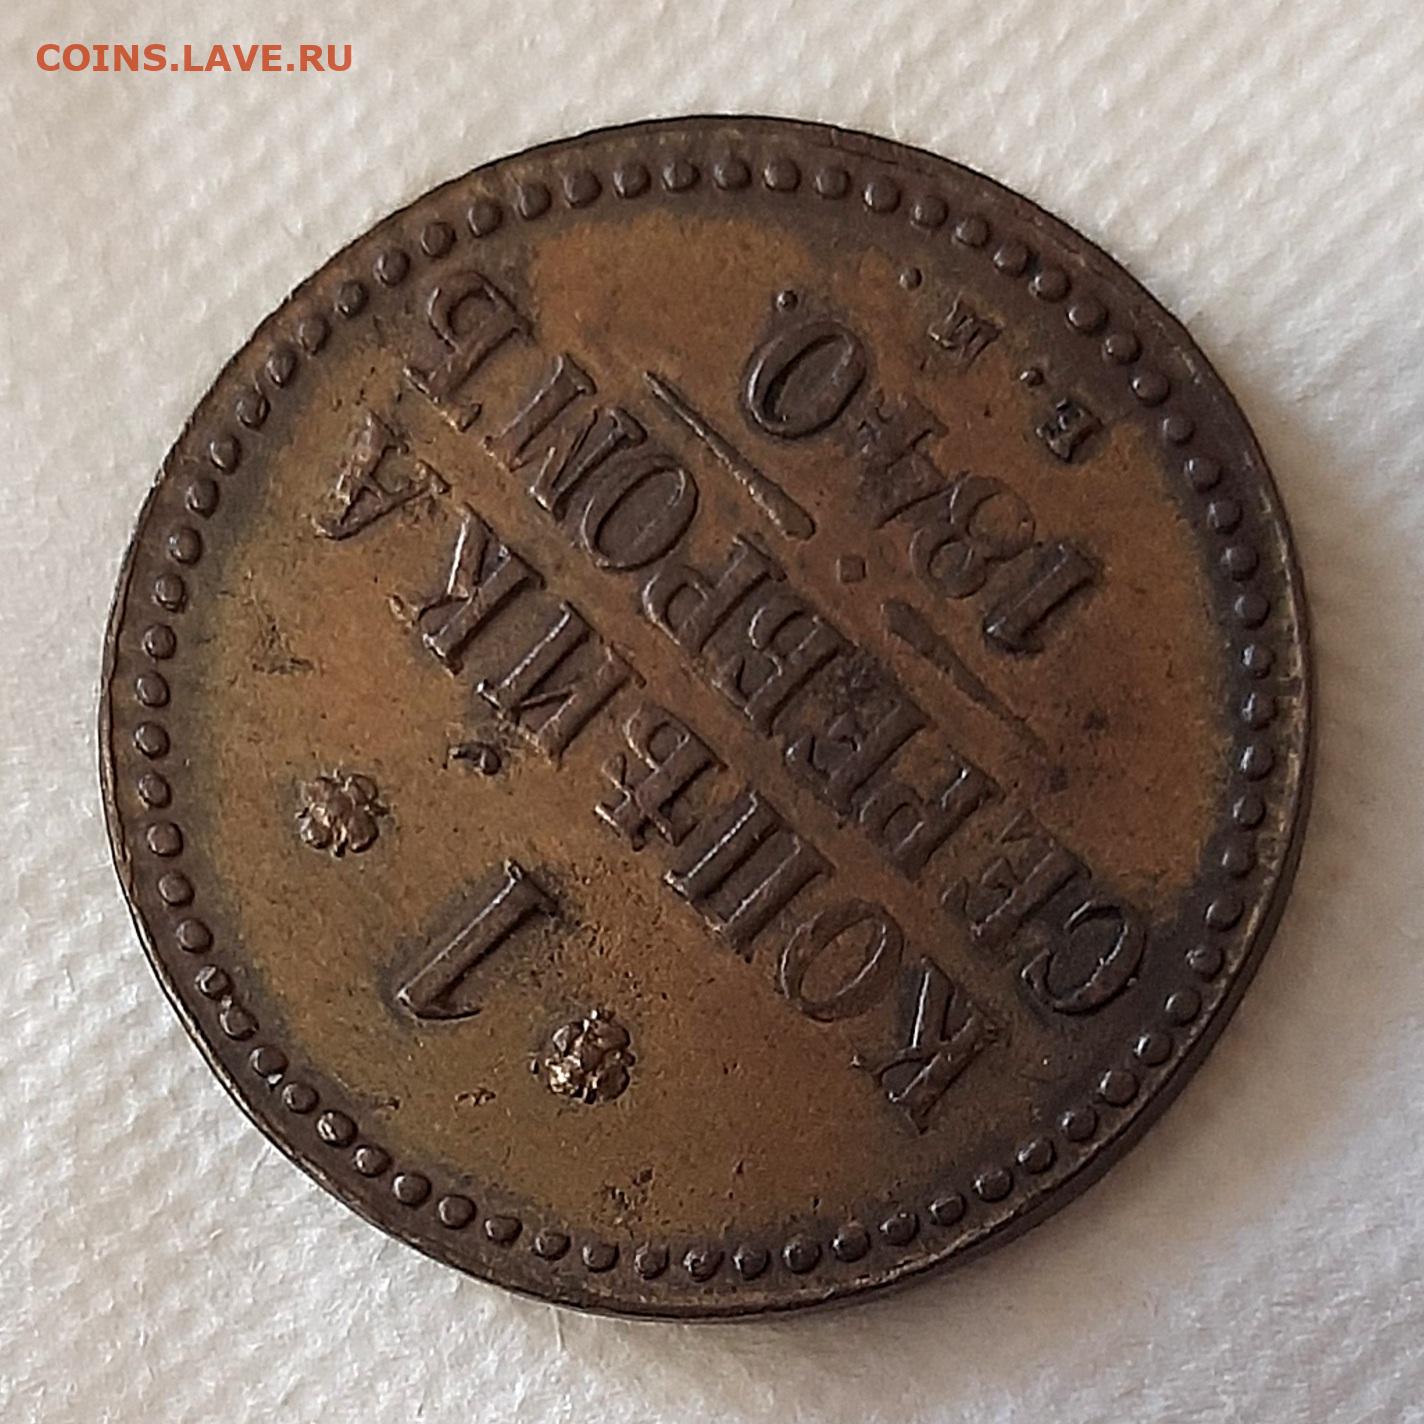 COINS.LAVE.RU
1
КОПѢЙКА
СЕРЕБРОМЪ.
1840.
Е. М.